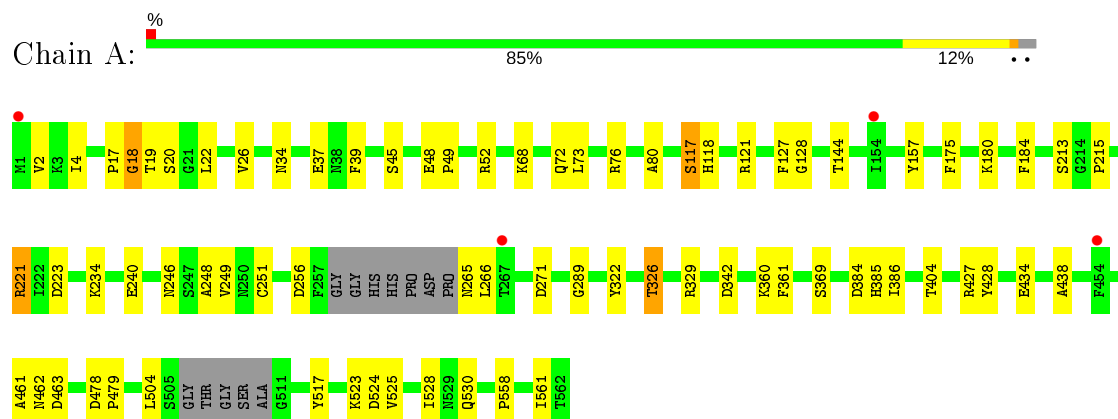 %
Chain A:
85% 12% • •
M1 V2 K3 I4 P17 G18 T19 S20 G21 L22 V26 N34 E37 N38 F39 S45 E48 P49 R52 K68 Q72 L73 R76 A80 S117 H118 R121 F127 G128 T144 I154 Y157 F175 K180 F184 S213 G214 P215
R221 I222 D223 K234 E240 N246 S247 A248 V249 N250 C251 D256 F257 GLY GLY HIS HIS PRO ASP PRO N265 L266 T267 D271 G289 Y322 T326 R329 D342 K360 F361 S369 D384 H385 I386 T404 R427 Y428 E434 A438 F454
A461 N462 D463 D478 P479 L504 S505 GLY THR GLY SER ALA G511 Y517 K523 D524 V525 I528 N529 Q530 P558 I561 T562